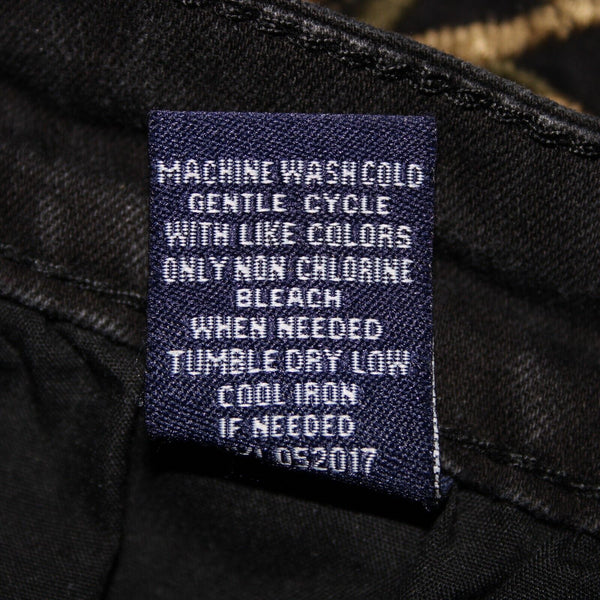 MACHINE WASH COLD
GENTLE CYCLE
WITH LIKE COLORS
ONLY NON CHLORINE
BLEACH
WHEN NEEDED
TUMBLE DRY LOW
COOL IRON
IF NEEDED
052017